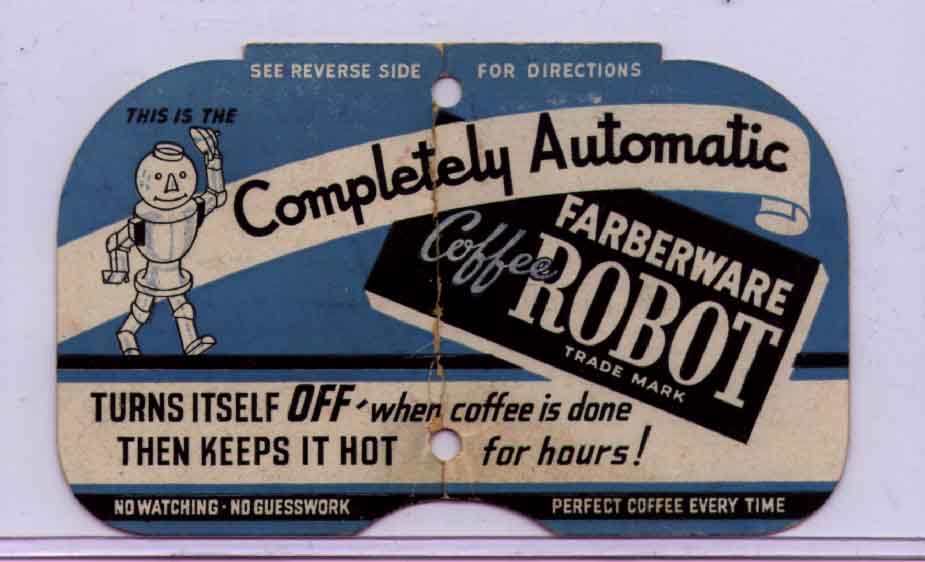 SEE REVERSE SIDE FOR DIRECTIONS
THIS IS THE
Completely Automatic
FARBERWARE
Coffee ROBOT
TRADE MARK
TURNS ITSELF OFF - when coffee is done
THEN KEEPS IT HOT for hours!
NO WATCHING · NO GUESSWORK PERFECT COFFEE EVERY TIME